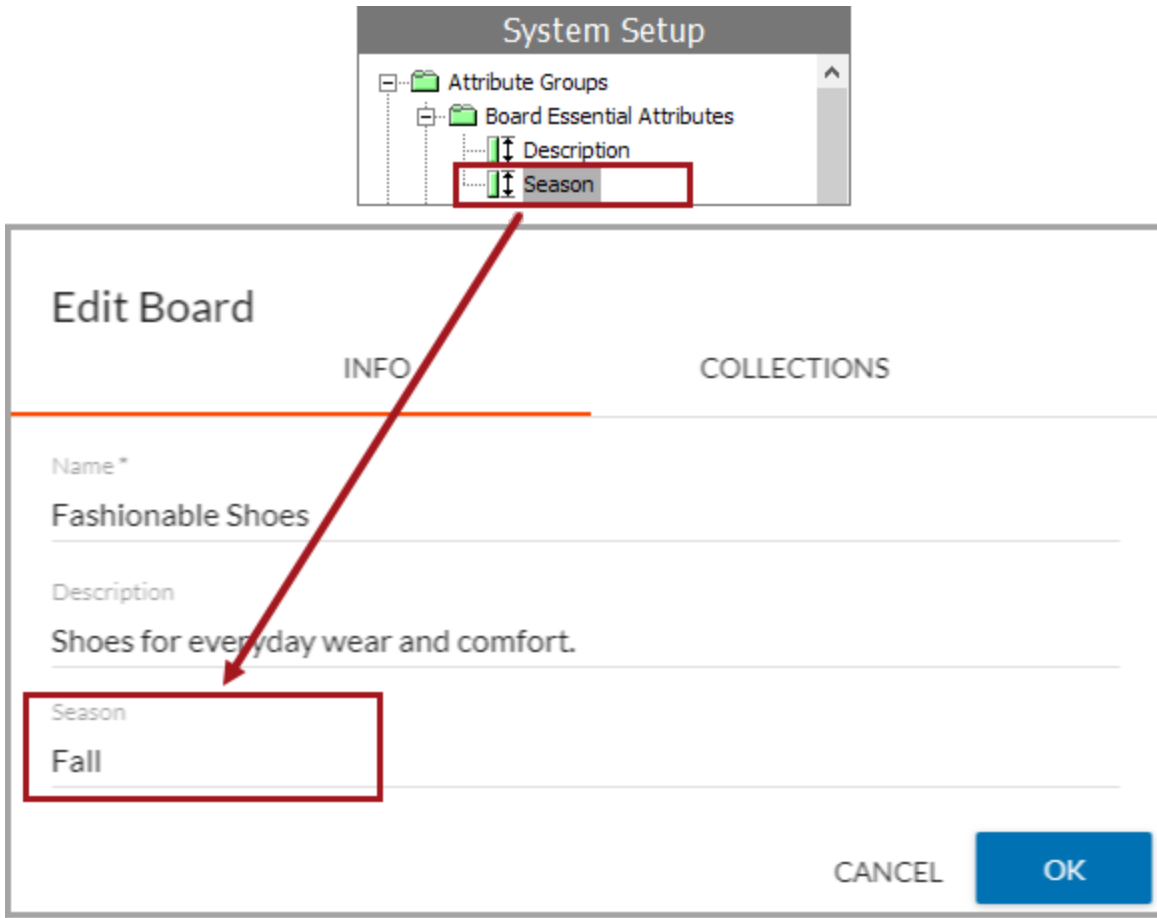 System Setup
Attribute Groups
Board Essential Attributes
Description
Season
Edit Board
INFO COLLECTIONS
Name*
Fashionable Shoes
Description
Shoes for everyday wear and comfort.
Season
Fall
CANCEL OK